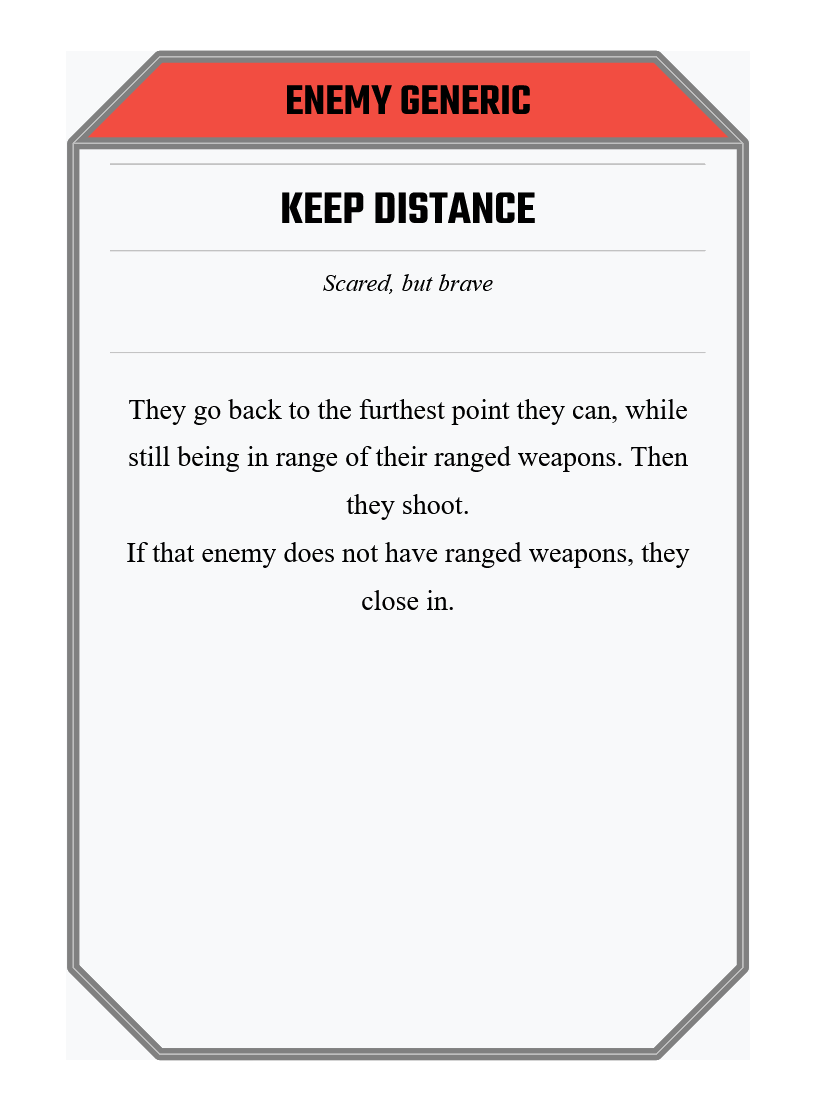 ENEMY GENERIC
KEEP DISTANCE
Scared, but brave
They go back to the furthest point they can, while
still being in range of their ranged weapons. Then
they shoot.
If that enemy does not have ranged weapons, they
close in.